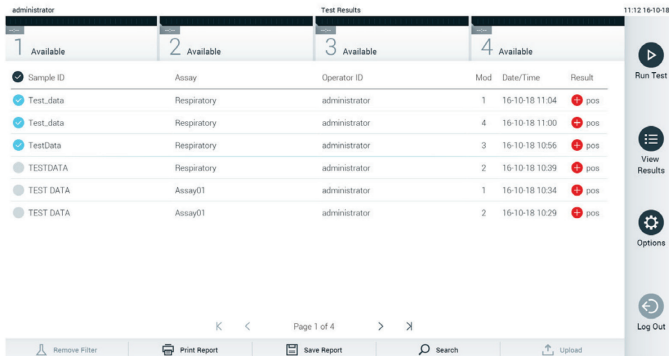 administrator Test Results 11:12 16-10-18
1 Available 2 Available 3 Available 4 Available
Run Test
Sample ID Assay Operator ID Mod Date/Time Result
Test_data Respiratory administrator 1 16-10-18 11:04 pos
Test_data Respiratory administrator 4 16-10-18 11:00 pos
TestData Respiratory administrator 3 16-10-18 10:56 pos
TESTDATA Respiratory administrator 2 16-10-18 10:39 pos
TEST DATA Assay01 administrator 1 16-10-18 10:34 pos
TEST DATA Assay01 administrator 2 16-10-18 10:29 pos
View
Results
Options
Page 1 of 4
Log Out
Remove Filter Print Report Save Report Search Upload